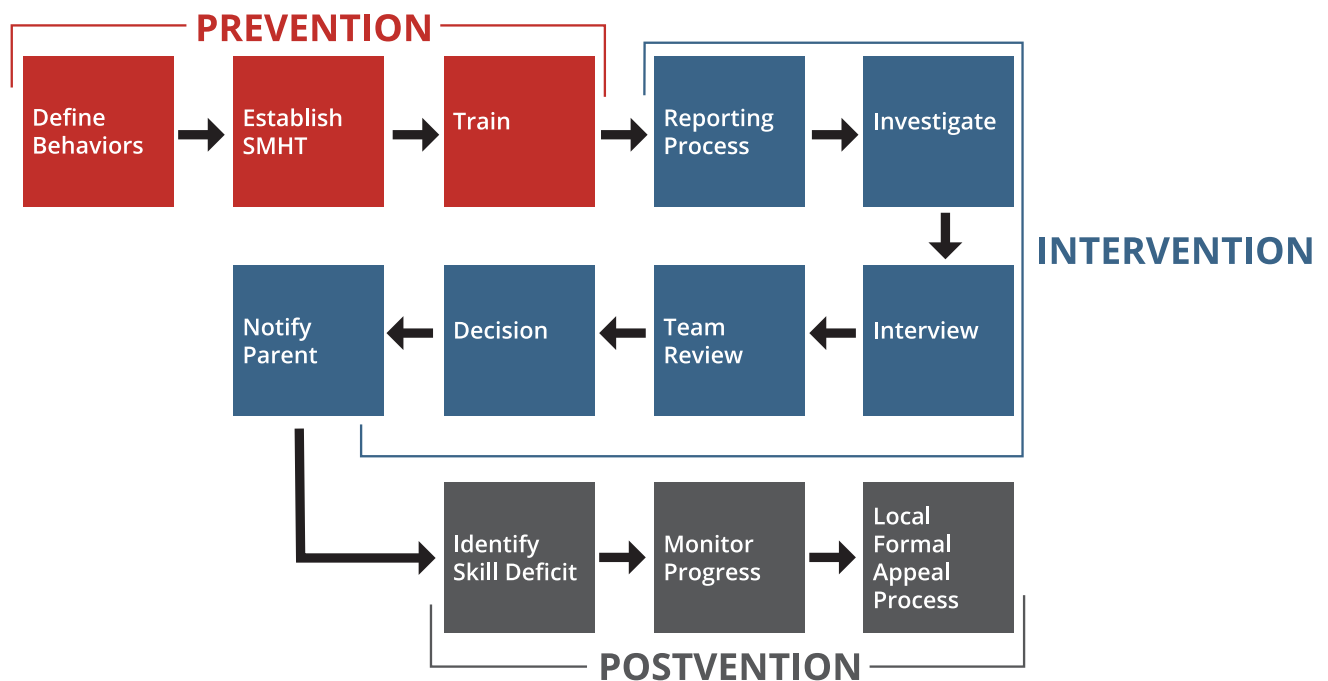 PREVENTION
Define
Behaviors
Establish
SMHT
Train
Reporting
Process
Investigate
INTERVENTION
Notify
Parent
Decision
Team
Review
Interview
Identify
Skill Deficit
Monitor
Progress
Local
Formal
Appeal
Process
POSTVENTION